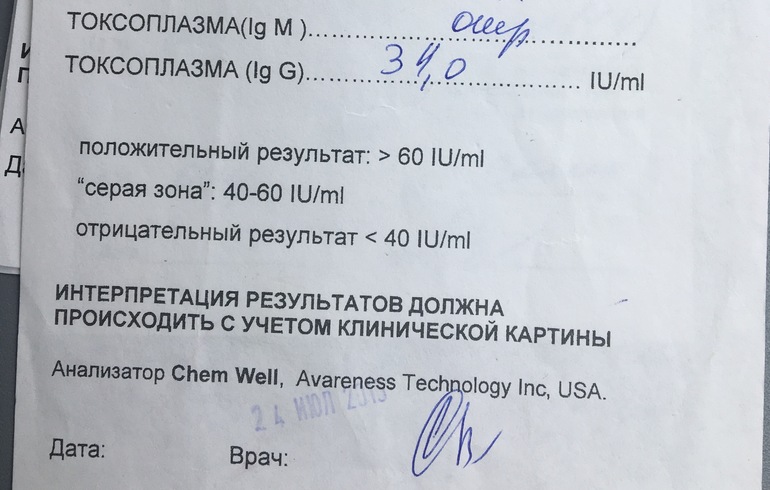 ТОКСОПЛАЗМА(Ig M )................................................ отр
ТОКСОПЛАЗМА (Ig G)........34,0........................ IU/ml
положительный результат: > 60 IU/ml
“серая зона”: 40-60 IU/ml
отрицательный результат < 40 IU/ml
ИНТЕРПРЕТАЦИЯ РЕЗУЛЬТАТОВ ДОЛЖНА
ПРОИСХОДИТЬ С УЧЕТОМ КЛИНИЧЕСКОЙ КАРТИНЫ
Анализатор Chem Well, Avareness Technology Inc, USA.
24 ИЮЛ
Дата: Врач: